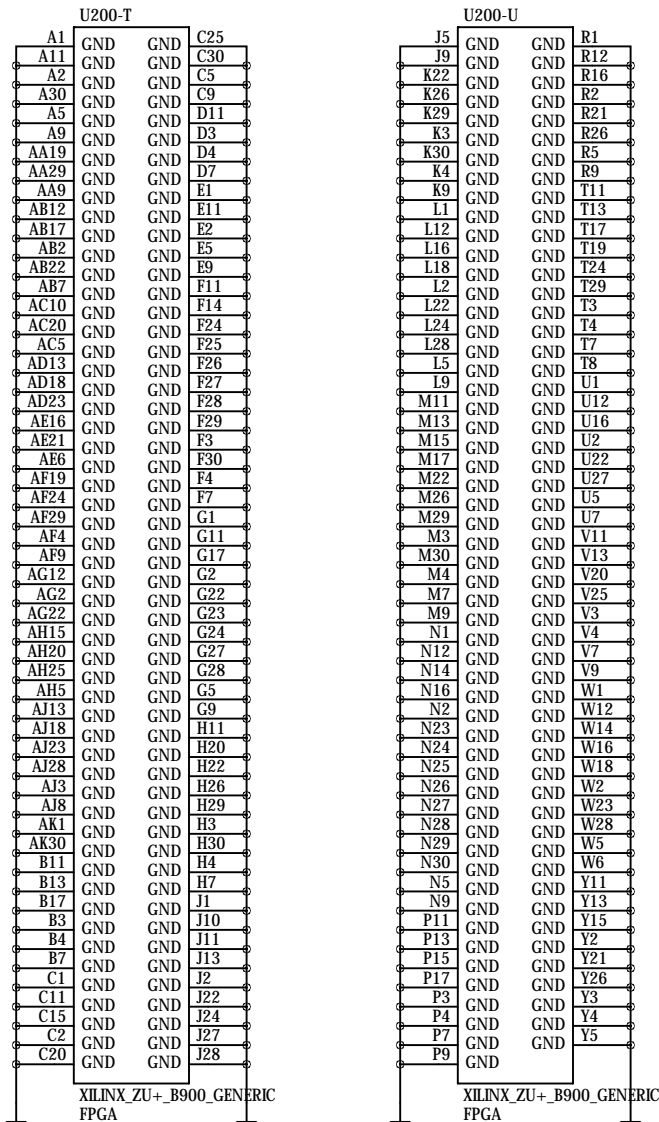 U200-T
A1 GND GND C25
A11 GND GND C30
A2 GND GND C5
A30 GND GND C9
A5 GND GND D11
A9 GND GND D3
AA19 GND GND D4
AA29 GND GND D7
AA9 GND GND E1
AB12 GND GND E11
AB17 GND GND E2
AB2 GND GND E5
AB22 GND GND E9
AB7 GND GND F11
AC10 GND GND F14
AC20 GND GND F24
AC5 GND GND F25
AD13 GND GND F26
AD18 GND GND F27
AD23 GND GND F28
AE16 GND GND F29
AE21 GND GND F3
AE6 GND GND F30
AF19 GND GND F4
AF24 GND GND F7
AF29 GND GND G1
AF4 GND GND G11
AF9 GND GND G17
AG12 GND GND G2
AG2 GND GND G22
AG22 GND GND G23
AH15 GND GND G24
AH20 GND GND G27
AH25 GND GND G28
AH5 GND GND G5
AJ13 GND GND G9
AJ18 GND GND H11
AJ23 GND GND H20
AJ28 GND GND H22
AJ3 GND GND H26
AJ8 GND GND H29
AK1 GND GND H3
AK30 GND GND H30
B11 GND GND H4
B13 GND GND H7
B17 GND GND J1
B3 GND GND J10
B4 GND GND J11
B7 GND GND J13
C1 GND GND J2
C11 GND GND J22
C15 GND GND J24
C2 GND GND J27
C20 GND GND J28
XILINX_ZU+_B900_GENERIC
FPGA
U200-U
J5 GND GND R1
J9 GND GND R12
K22 GND GND R16
K26 GND GND R2
K29 GND GND R21
K3 GND GND R26
K30 GND GND R5
K4 GND GND R9
K9 GND GND T11
L1 GND GND T13
L12 GND GND T17
L16 GND GND T19
L18 GND GND T24
L2 GND GND T29
L22 GND GND T3
L24 GND GND T4
L28 GND GND T7
L5 GND GND T8
L9 GND GND U1
M11 GND GND U12
M13 GND GND U16
M15 GND GND U2
M17 GND GND U22
M22 GND GND U27
M26 GND GND U5
M29 GND GND U7
M3 GND GND V11
M30 GND GND V13
M4 GND GND V20
M7 GND GND V25
M9 GND GND V3
N1 GND GND V4
N12 GND GND V7
N14 GND GND V9
N16 GND GND W1
N2 GND GND W12
N23 GND GND W14
N24 GND GND W16
N25 GND GND W18
N26 GND GND W2
N27 GND GND W23
N28 GND GND W28
N29 GND GND W5
N30 GND GND W6
N5 GND GND Y11
N9 GND GND Y13
P11 GND GND Y15
P13 GND GND Y2
P15 GND GND Y21
P17 GND GND Y26
P3 GND GND Y3
P4 GND GND Y4
P7 GND GND Y5
P9 GND
XILINX_ZU+_B900_GENERIC
FPGA